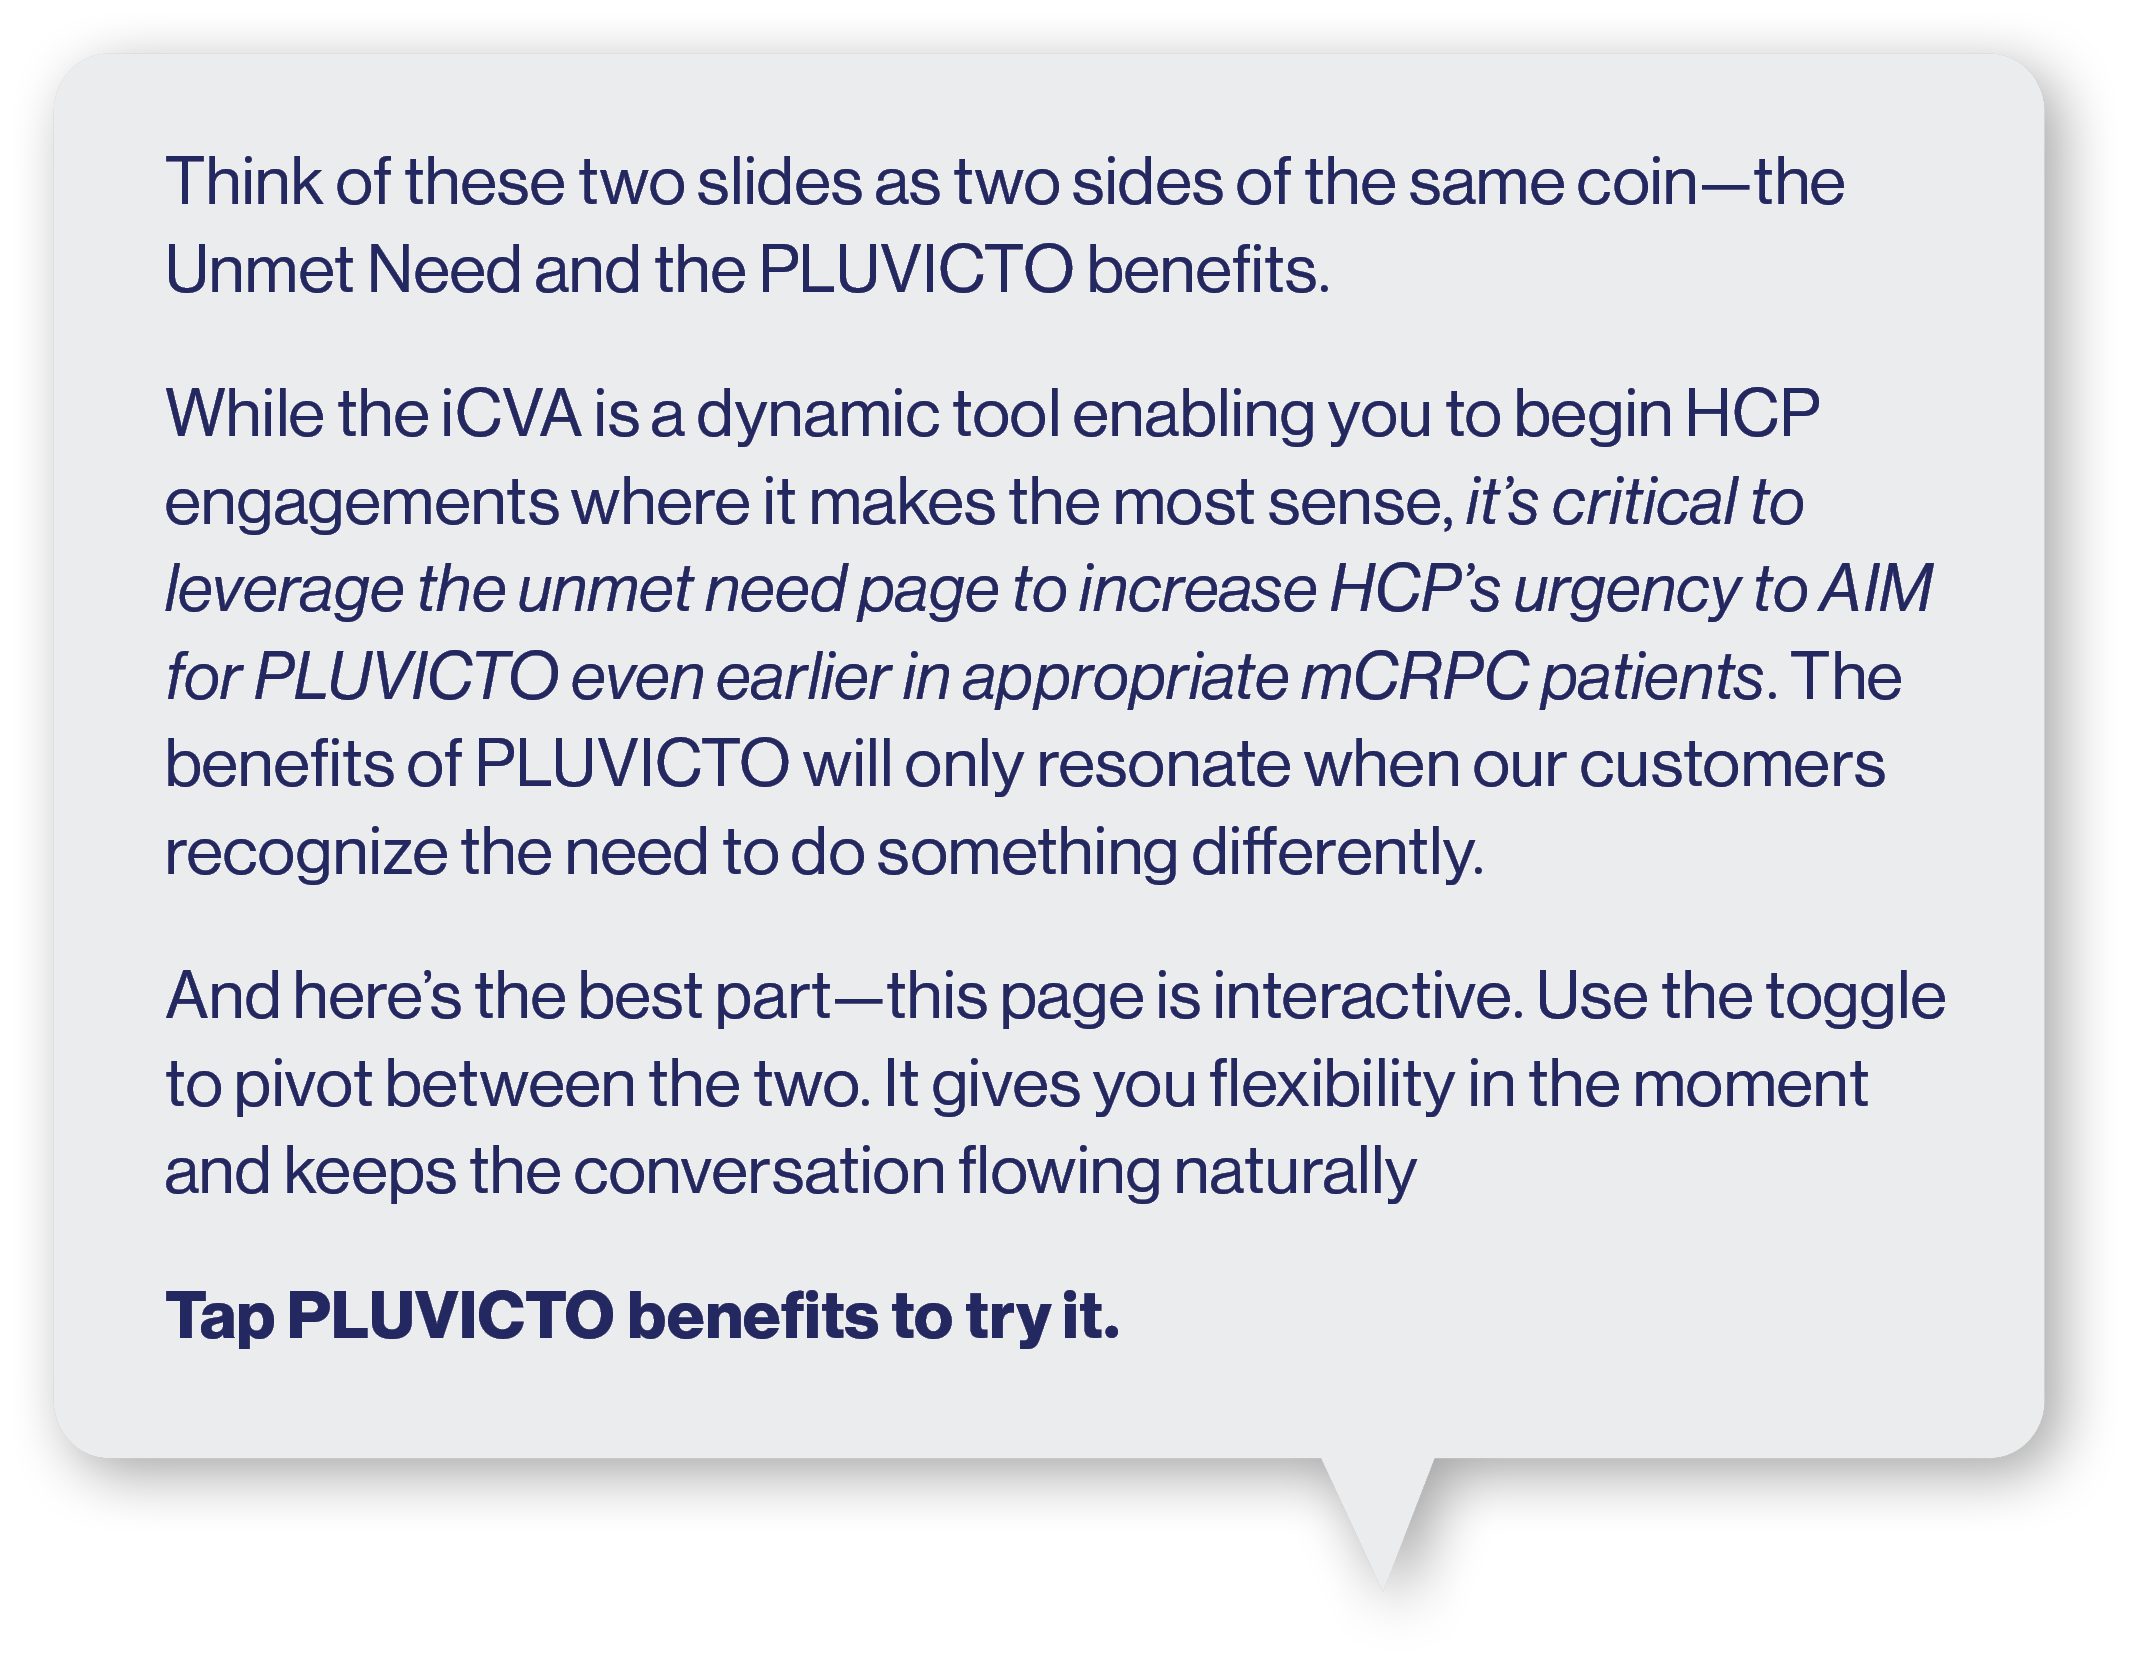 Think of these two slides as two sides of the same coin—the
Unmet Need and the PLUVICTO benefits.
While the iCVA is a dynamic tool enabling you to begin HCP
engagements where it makes the most sense, it’s critical to
leverage the unmet need page to increase HCP’s urgency to AIM
for PLUVICTO even earlier in appropriate mCRPC patients. The
benefits of PLUVICTO will only resonate when our customers
recognize the need to do something differently.
And here’s the best part—this page is interactive. Use the toggle
to pivot between the two. It gives you flexibility in the moment
and keeps the conversation flowing naturally
Tap PLUVICTO benefits to try it.